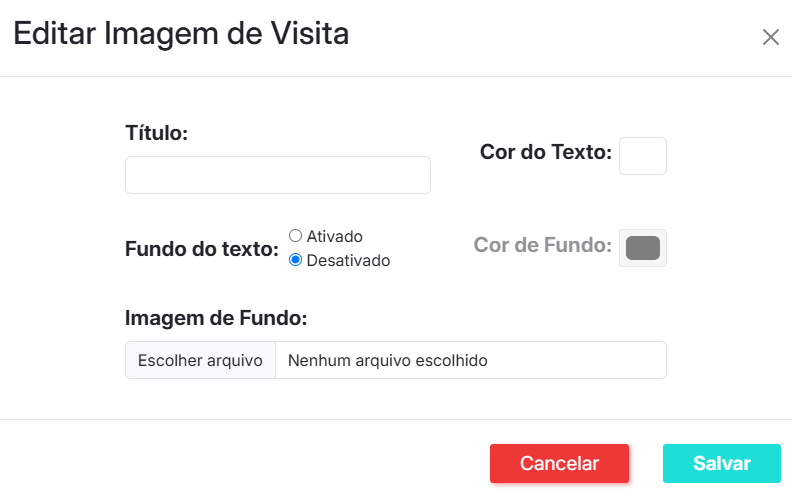 Editar Imagem de Visita
Título:
Cor do Texto:
Fundo do texto:
Ativado
Desativado
Cor de Fundo:
Imagem de Fundo:
Escolher arquivo Nenhum arquivo escolhido
Cancelar Salvar